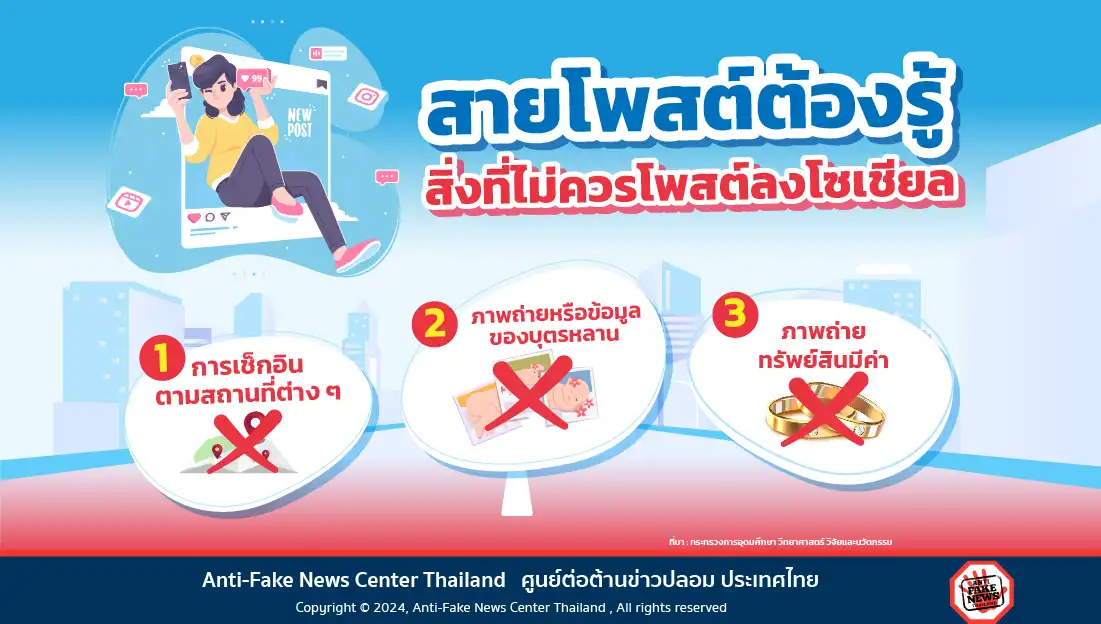 99
NEW
POST
สายโพสต์ต้องรู้
สิ่งที่ไม่ควรโพสต์ลงโซเชียล
1
การเช็กอิน
ตามสถานที่ต่าง ๆ
2
ภาพถ่ายหรือข้อมูล
ของบุตรหลาน
3
ภาพถ่าย
ทรัพย์สินมีค่า
ที่มา : กระทรวงการอุดมศึกษา วิทยาศาสตร์ วิจัยและนวัตกรรม
Anti-Fake News Center Thailand ศูนย์ต่อต้านข่าวปลอม ประเทศไทย
Copyright © 2024, Anti-Fake News Center Thailand , All rights reserved
ANTI
FAKE
NEWS
THAILAND